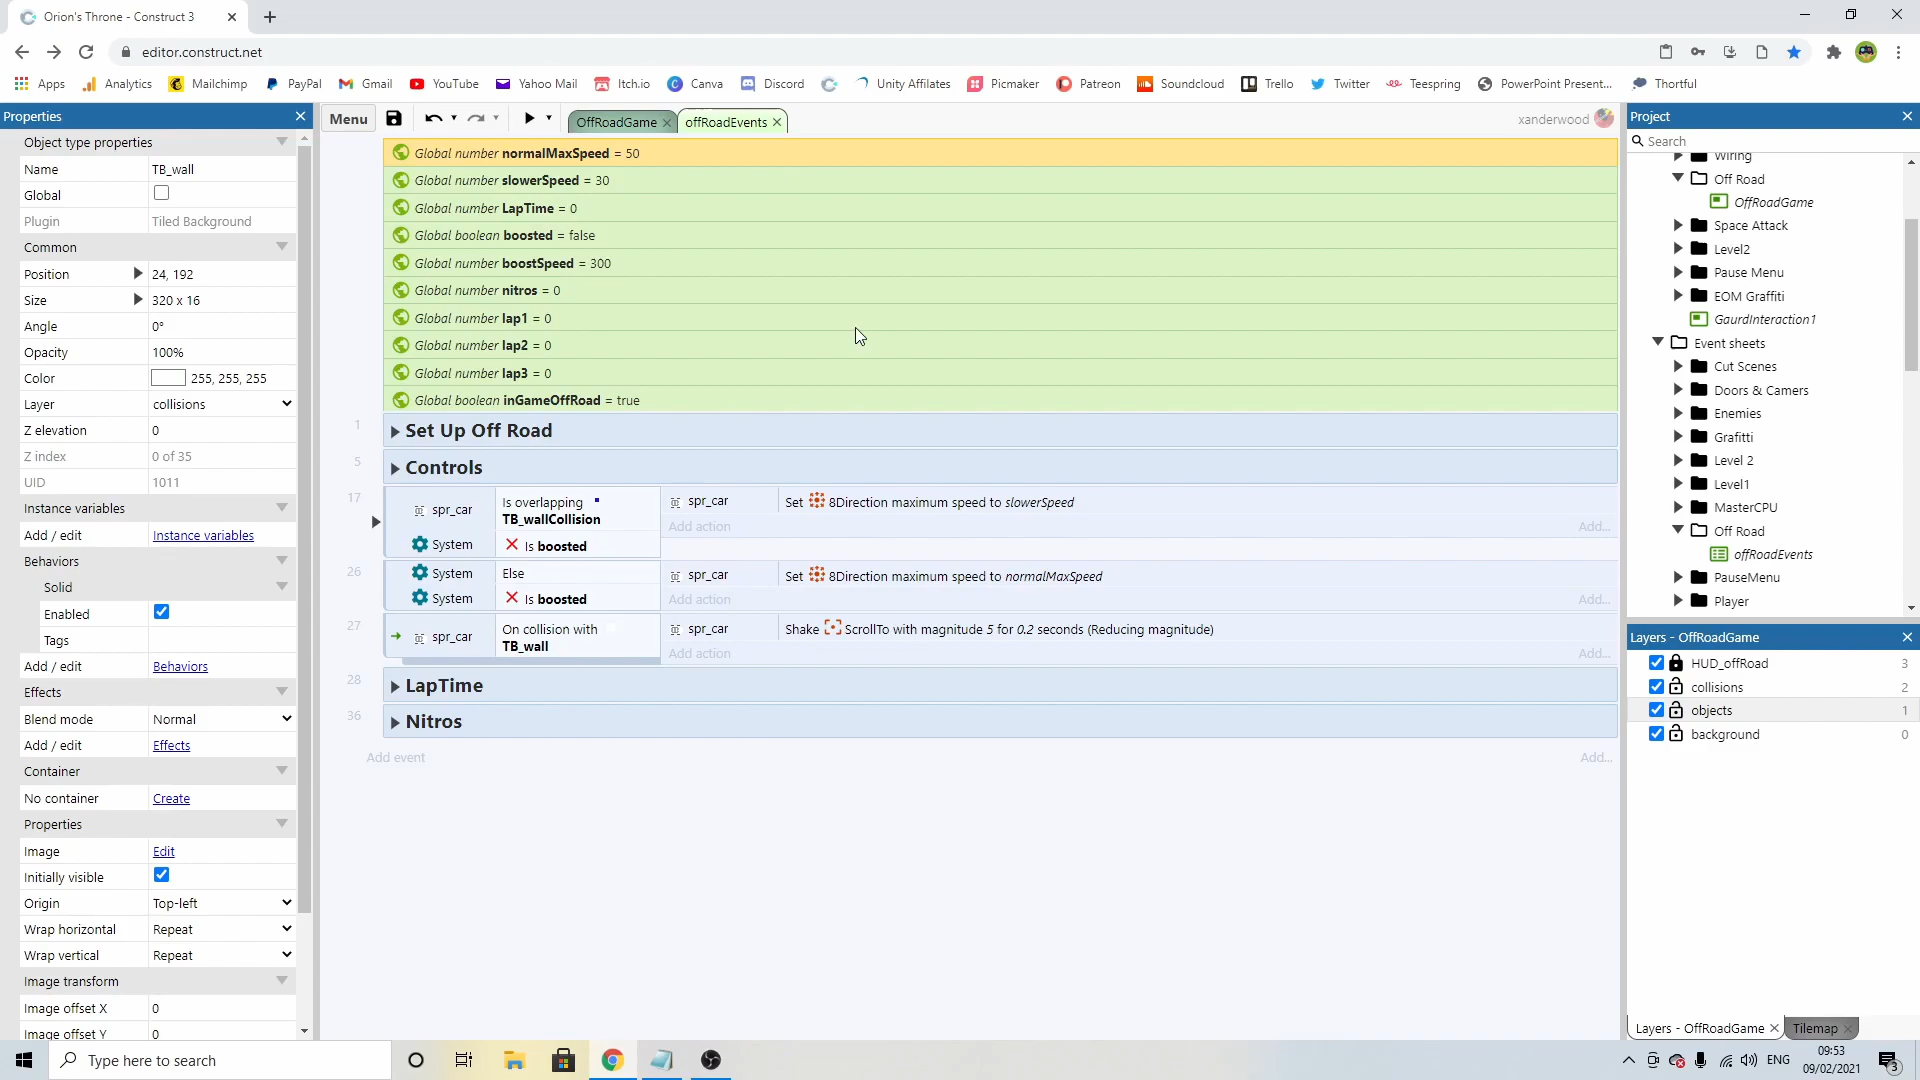 Orion's Throne - Construct 3
editor.construct.net
Apps
Analytics
Mailchimp
PayPal
Gmail
YouTube
Yahoo Mail
Itch.io
Canva
Discord
Unity Affilates
Picmaker
Patreon
Soundcloud
Trello
Twitter
Teespring
PowerPoint Present...
Thortful
Properties
Object type properties
Name TB_wall
Global
Plugin Tiled Background
Common
Position 24, 192
Size 320 x 16
Angle 0°
Opacity 100%
Color 255, 255, 255
Layer collisions
Z elevation 0
Z index 0 of 35
UID 1011
Instance variables
Add / edit Instance variables
Behaviors
Solid
Enabled
Tags
Add / edit Behaviors
Effects
Blend mode Normal
Add / edit Effects
Container
No container Create
Properties
Image Edit
Initially visible
Origin Top-left
Wrap horizontal Repeat
Wrap vertical Repeat
Image transform
Image offset X 0
Image offset Y 0
Menu
OffRoadGame
offRoadEvents
xanderwood
Global number normalMaxSpeed = 50
Global number slowerSpeed = 30
Global number LapTime = 0
Global boolean boosted = false
Global number boostSpeed = 300
Global number nitros = 0
Global number lap1 = 0
Global number lap2 = 0
Global number lap3 = 0
Global boolean inGameOffRoad = true
1 Set Up Off Road
5 Controls
17 spr_car Is overlapping TB_wallCollision
System Is boosted
spr_car Set 8Direction maximum speed to slowerSpeed
Add action Add...
26 System Else
System Is boosted
spr_car Set 8Direction maximum speed to normalMaxSpeed
Add action Add...
27 spr_car On collision with TB_wall
spr_car Shake ScrollTo with magnitude 5 for 0.2 seconds (Reducing magnitude)
Add action Add...
28 LapTime
36 Nitros
Add event Add...
Project
Search
Wiring
Off Road
OffRoadGame
Space Attack
Level2
Pause Menu
EOM Graffiti
GaurdInteraction1
Event sheets
Cut Scenes
Doors & Camers
Enemies
Grafitti
Level 2
Level1
MasterCPU
Off Road
offRoadEvents
PauseMenu
Player
Layers - OffRoadGame
HUD_offRoad 3
collisions 2
objects 1
background 0
Layers - OffRoadGame
Tilemap
Type here to search
ENG
09:53
09/02/2021
3